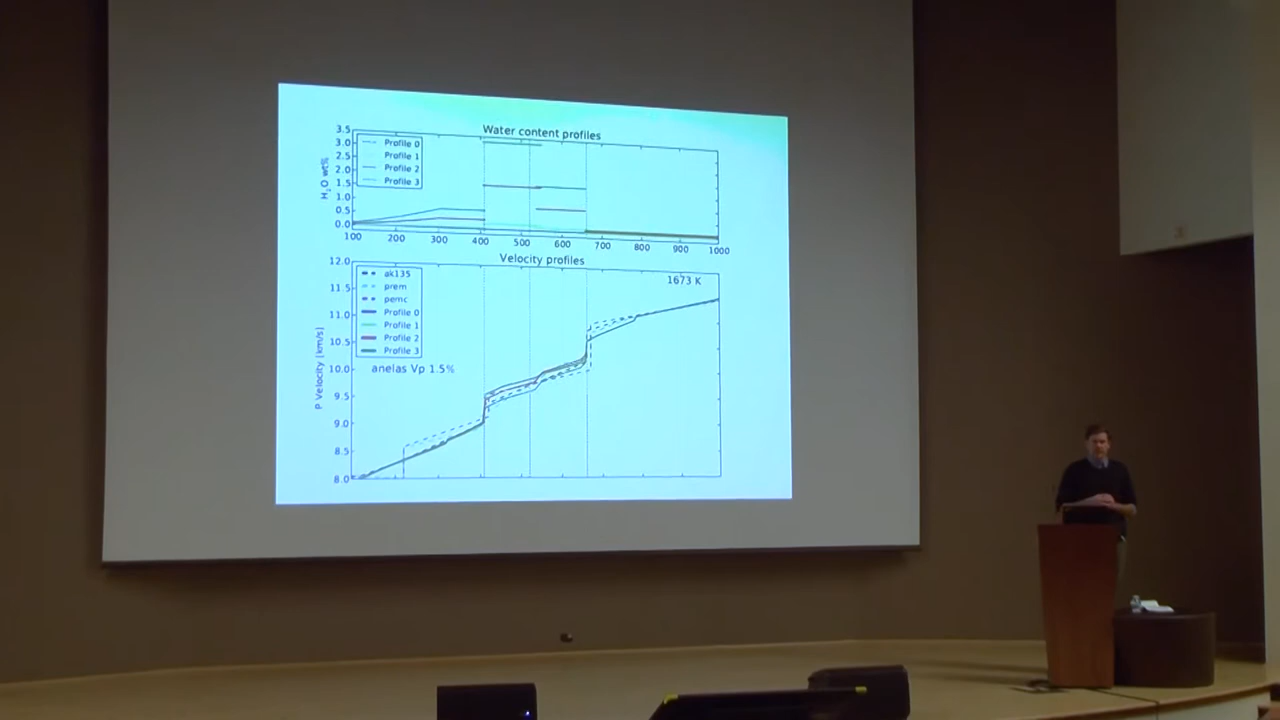 Water content profiles
3.5
3.0
2.5
2.0
1.5
1.0
0.5
0.0
H₂O wt%
Profile 0
Profile 1
Profile 2
Profile 3
100 200 300 400 500 600 700 800 900 1000
Velocity profiles
12.0
11.5
11.0
10.5
10.0
9.5
9.0
8.5
8.0
P Velocity (km/s)
ak135
prem
pemc
Profile 0
Profile 1
Profile 2
Profile 3
1673 K
anelas Vp 1.5%